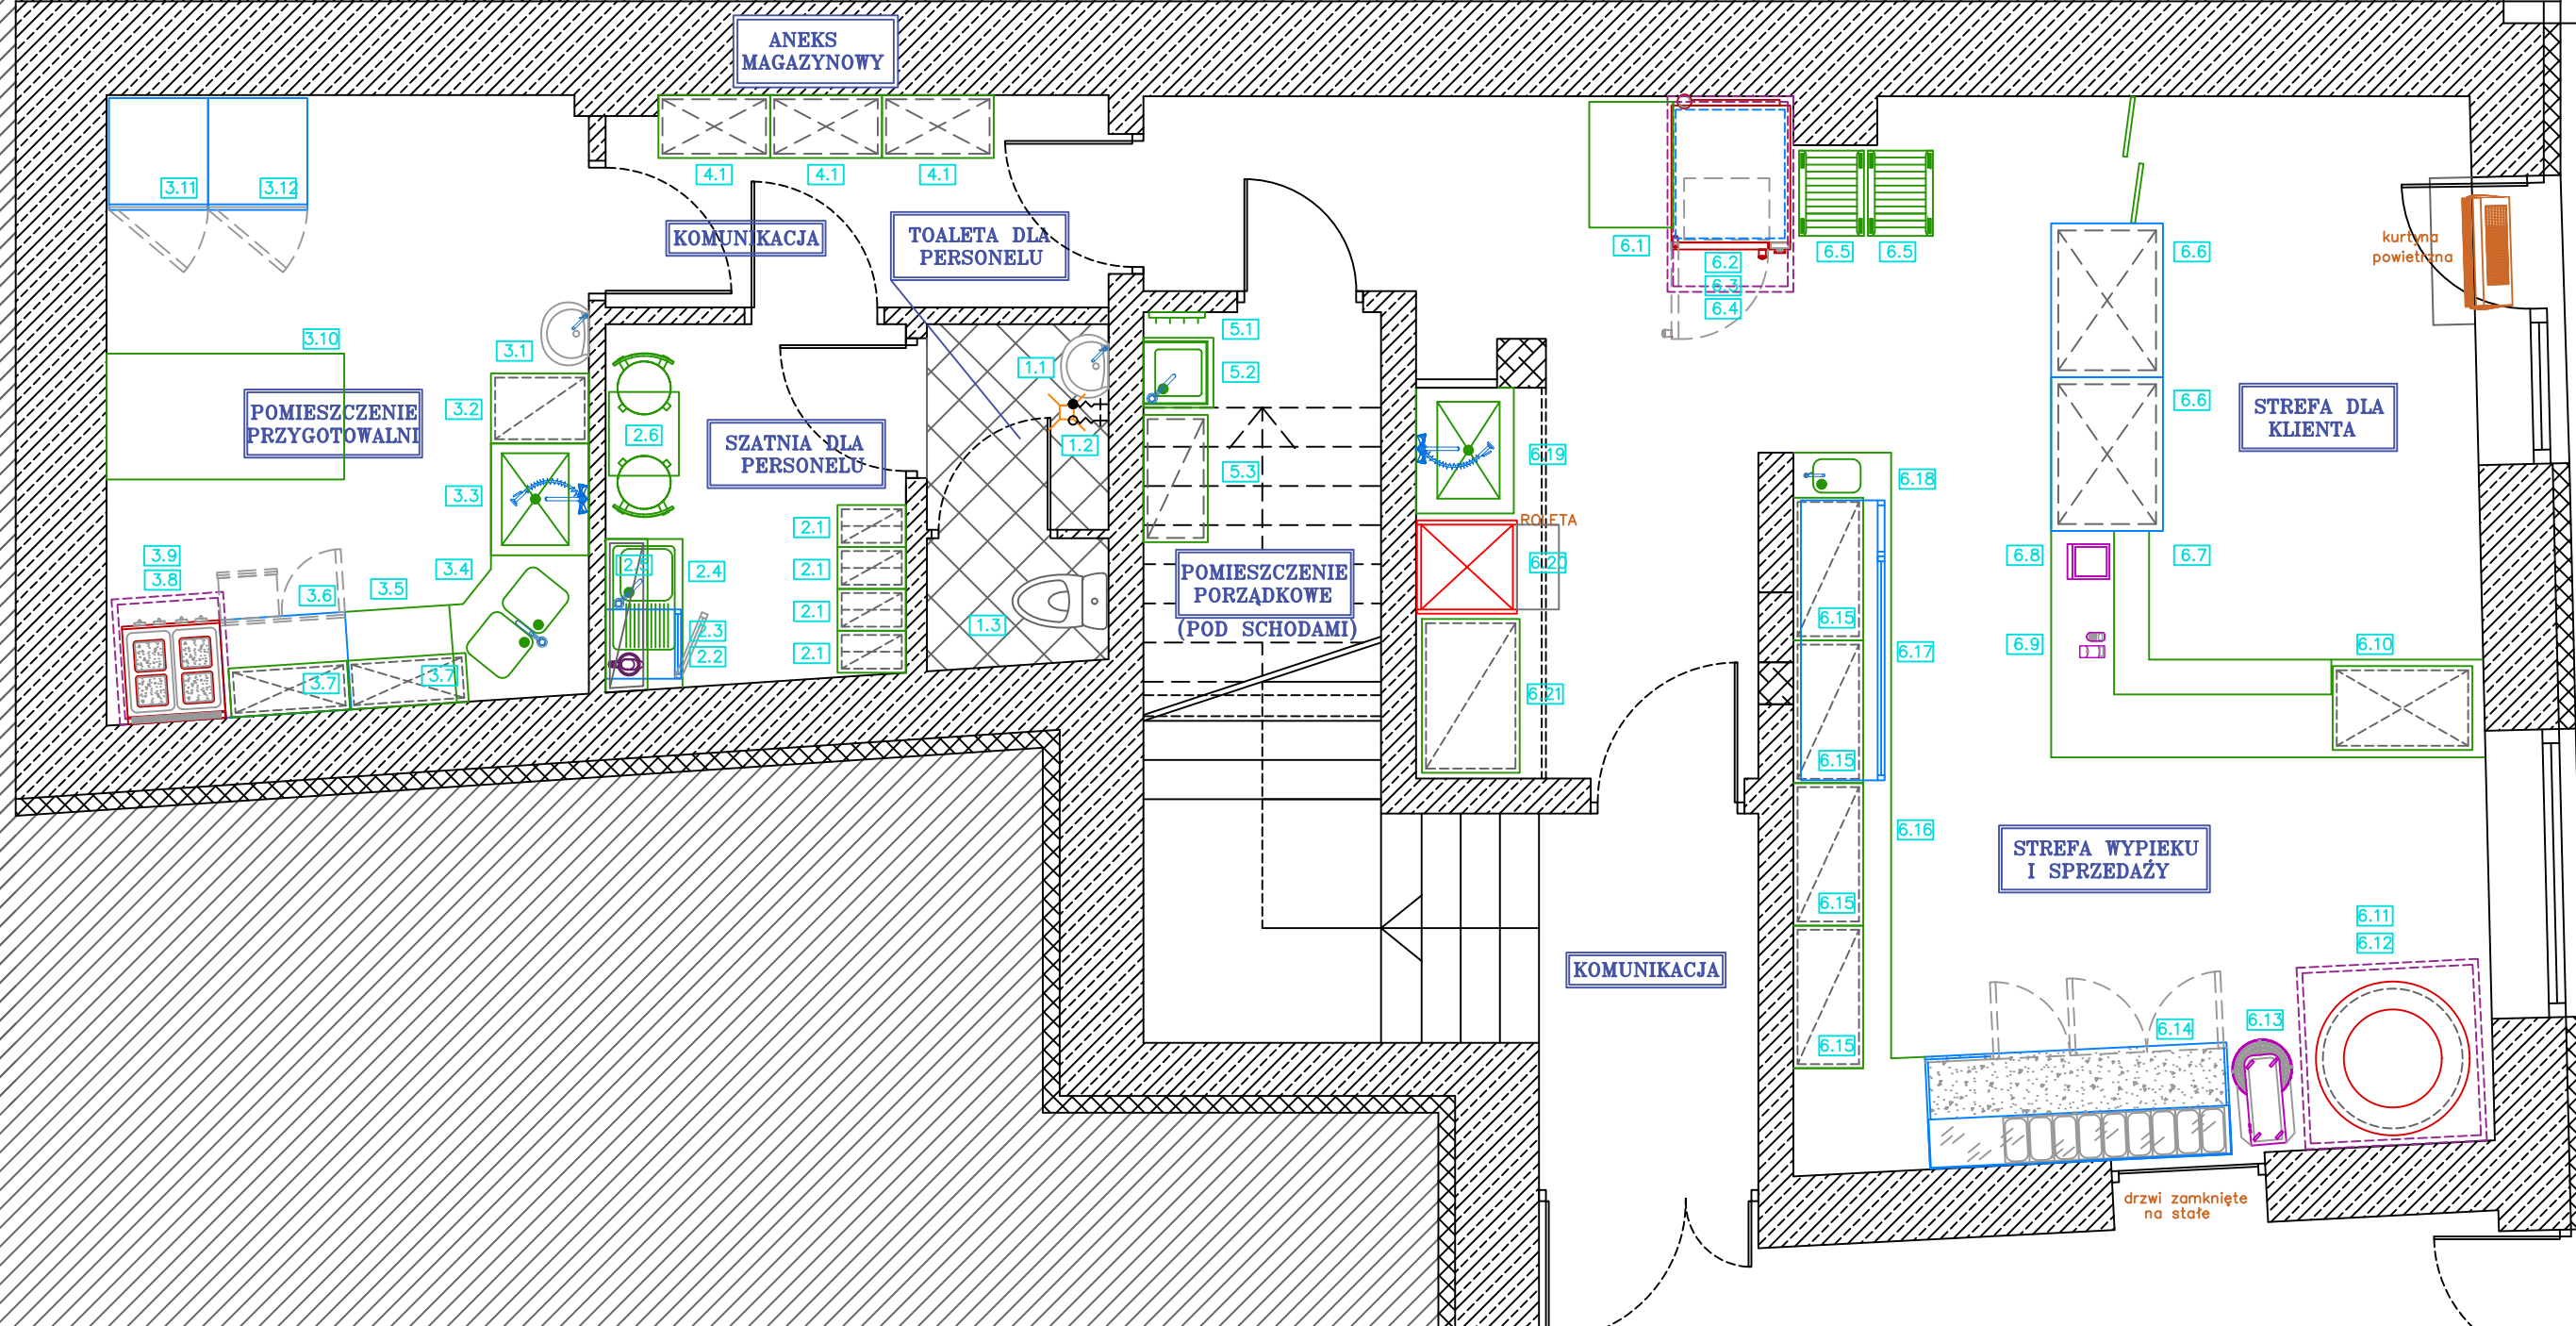 ANEKS
MAGAZYNOWY
3.11
3.12
4.1
4.1
4.1
KOMUNIKACJA
TOALETA DLA
PERSONELU
6.1
6.2
6.3
6.4
6.5
6.5
6.6
kurtyna
powietrzna
3.10
3.1
1.1
5.1
5.2
POMIESZCZENIE
PRZYGOTOWALNI
3.2
2.6
SZATNIA DLA
PERSONELU
1.2
5.3
6.19
6.6
STREFA DLA
KLIENTA
6.18
3.3
ROLETA
2.1
3.9
3.8
3.4
3.5
3.6
2.5
2.4
2.1
6.20
6.8
6.7
POMIESZCZENIE
PORZĄDKOWE
(POD SCHODAMI)
2.3
2.2
2.1
2.1
1.3
6.15
6.17
6.9
6.10
3.7
3.7
6.21
6.15
6.16
STREFA WYPIEKU
I SPRZEDAŻY
6.15
6.11
6.12
KOMUNIKACJA
6.15
6.14
6.13
drzwi zamknięte
na stałe